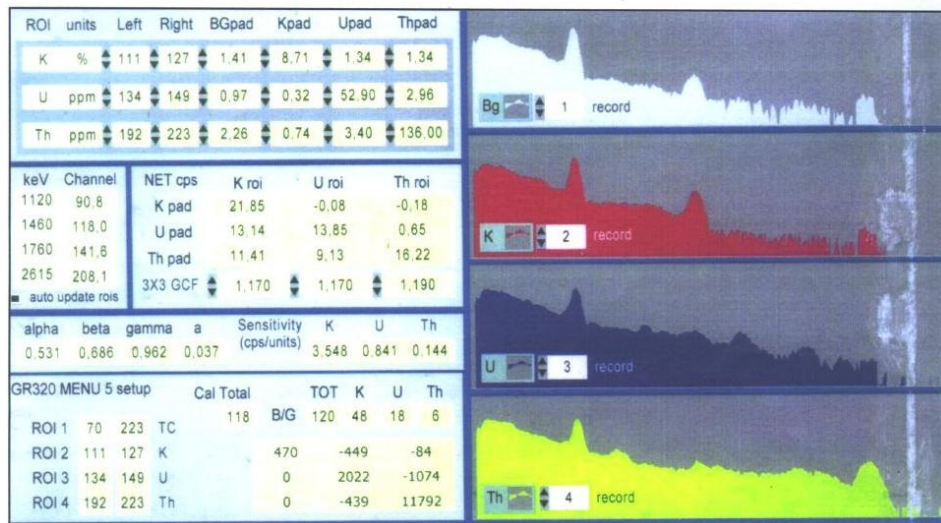 ROI units Left Right BGpad Kpad Upad Thpad
K % 111 127 1,41 8,71 1,34 1,34
U ppm 134 149 0,97 0,32 52,90 2,96
Th ppm 192 223 2,26 0,74 3,40 136,00
keV Channel
1120 90,8
1460 118,0
1760 141,6
2615 208,1
auto update rois
NET cps K roi U roi Th roi
K pad 21,85 -0,08 -0,18
U pad 13,14 13,85 0,65
Th pad 11,41 9,13 16,22
3X3 GCF 1,170 1,170 1,190
alpha beta gamma a Sensitivity K U Th
(cps/units)
0,531 0,686 0,962 0,037 3,548 0,841 0,144
GR320 MENU 5 setup Cal Total TOT K U Th
118 B/G 120 48 18 6
ROI 1 70 223 TC
ROI 2 111 127 K 470 -449 -84
ROI 3 134 149 U 0 2022 -1074
ROI 4 192 223 Th 0 -439 11792
Bg 1 record
K 2 record
U 3 record
Th 4 record